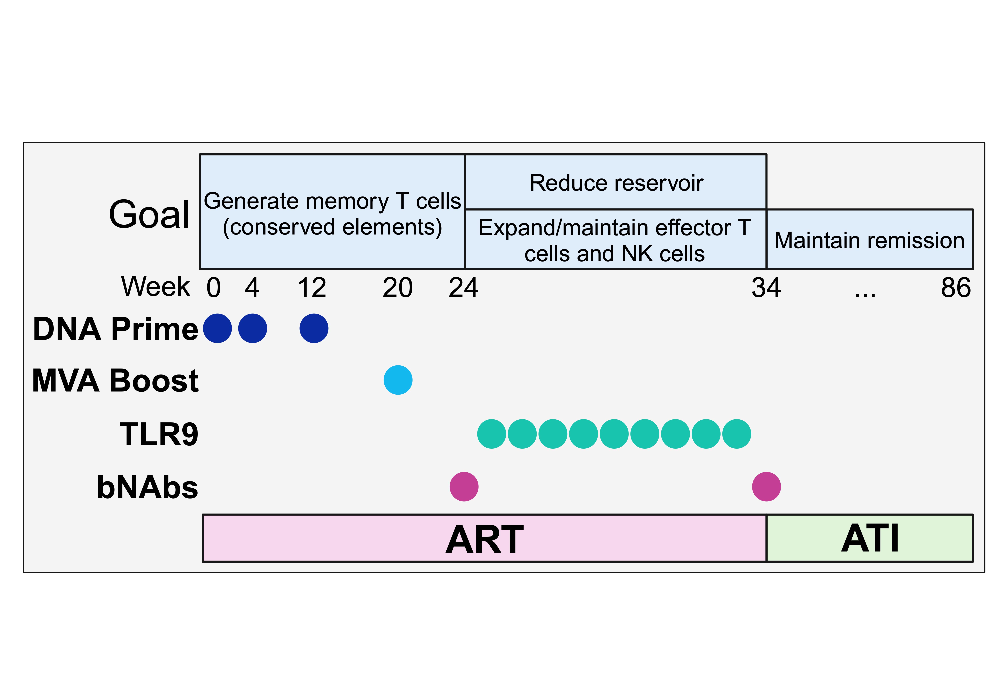 Goal
Generate memory T cells
(conserved elements)
Reduce reservoir
Expand/maintain effector T
cells and NK cells
Maintain remission
Week 0 4 12 20 24 34 ... 86
DNA Prime
MVA Boost
TLR9
bNAbs
ART ATI